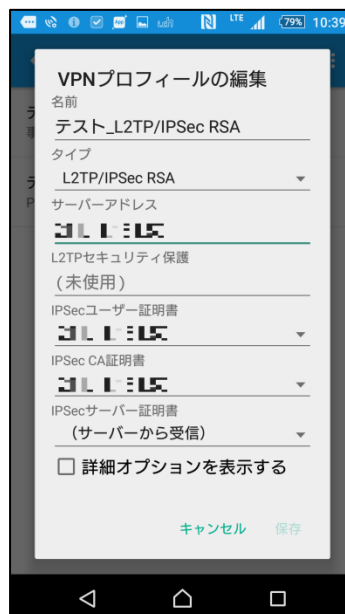 LTE 79% 10:39
VPNプロフィールの編集
名前
テスト_L2TP/IPSec RSA
タイプ
L2TP/IPSec RSA
サーバーアドレス
L2TPセキュリティ保護
(未使用)
IPSecユーザー証明書
IPSec CA証明書
IPSecサーバー証明書
(サーバーから受信)
詳細オプションを表示する
キャンセル 保存